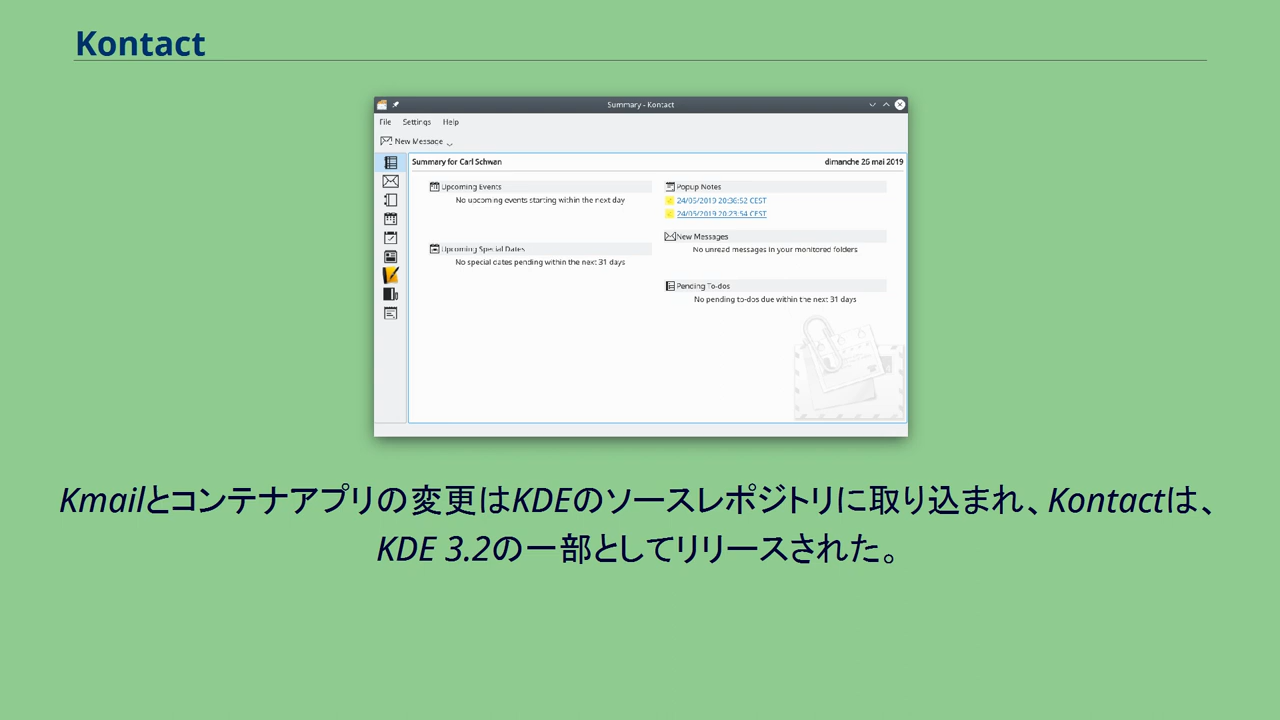 Kontact
Summary - Kontact
File Settings Help
New Message
Summary for Carl Schwan dimanche 26 mai 2019
Upcoming Events
No upcoming events starting within the next day
Upcoming Special Dates
No special dates pending within the next 31 days
Popup Notes
24/05/2019 20:36:52 CEST
24/05/2019 20:23:54 CEST
New Messages
No unread messages in your monitored folders
Pending To-dos
No pending to-dos due within the next 31 days
Kmailとコンテナアプリの変更はKDEのソースレポジトリに取り込まれ、Kontactは、
KDE 3.2の一部としてリリースされた。